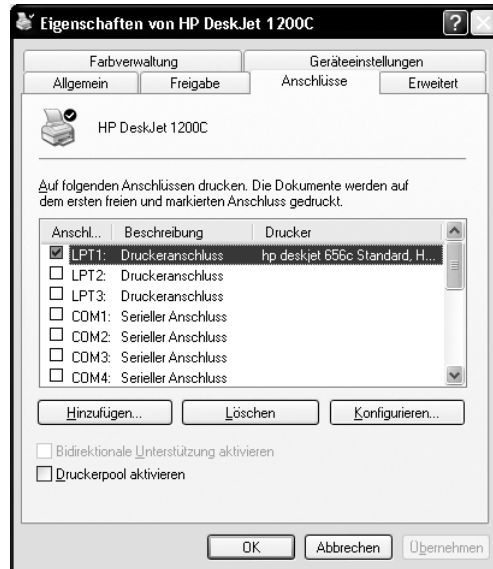 Eigenschaften von HP DeskJet 1200C
Farbverwaltung Geräteeinstellungen
Allgemein Freigabe Anschlüsse Erweitert
HP DeskJet 1200C
Auf folgenden Anschlüssen drucken. Die Dokumente werden auf
dem ersten freien und markierten Anschluss gedruckt.
Anschl... Beschreibung Drucker
LPT1: Druckeranschluss hp deskjet 656c Standard, H...
LPT2: Druckeranschluss
LPT3: Druckeranschluss
COM1: Serieller Anschluss
COM2: Serieller Anschluss
COM3: Serieller Anschluss
COM4: Serieller Anschluss
Hinzufügen... Löschen Konfigurieren...
Bidirektionale Unterstützung aktivieren
Druckerpool aktivieren
OK Abbrechen Übernehmen